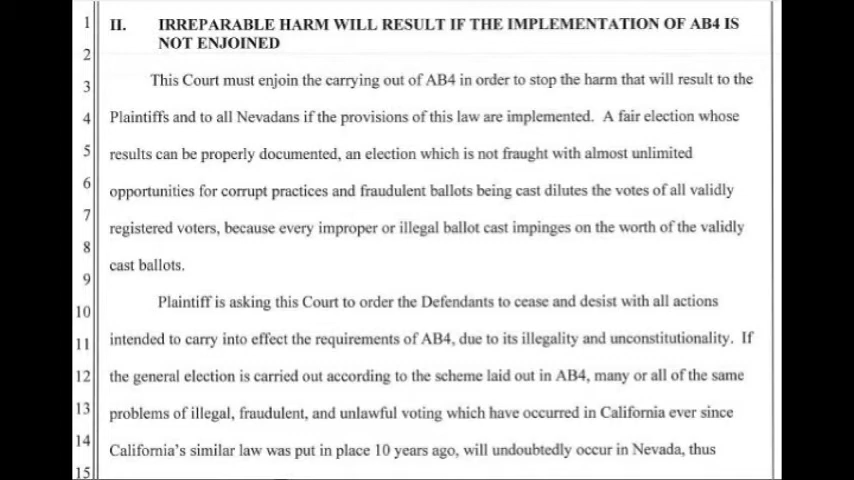 1
II. IRREPARABLE HARM WILL RESULT IF THE IMPLEMENTATION OF AB4 IS
NOT ENJOINED
2
This Court must enjoin the carrying out of AB4 in order to stop the harm that will result to the
3
Plaintiffs and to all Nevadans if the provisions of this law are implemented. A fair election whose
4
results can be properly documented, an election which is not fraught with almost unlimited
5
opportunities for corrupt practices and fraudulent ballots being cast dilutes the votes of all validly
6
registered voters, because every improper or illegal ballot cast impinges on the worth of the validly
7
8
cast ballots.
9
Plaintiff is asking this Court to order the Defendants to cease and desist with all actions
10
intended to carry into effect the requirements of AB4, due to its illegality and unconstitutionality. If
11
the general election is carried out according to the scheme laid out in AB4, many or all of the same
12
problems of illegal, fraudulent, and unlawful voting which have occurred in California ever since
13
California's similar law was put in place 10 years ago, will undoubtedly occur in Nevada, thus
14
15